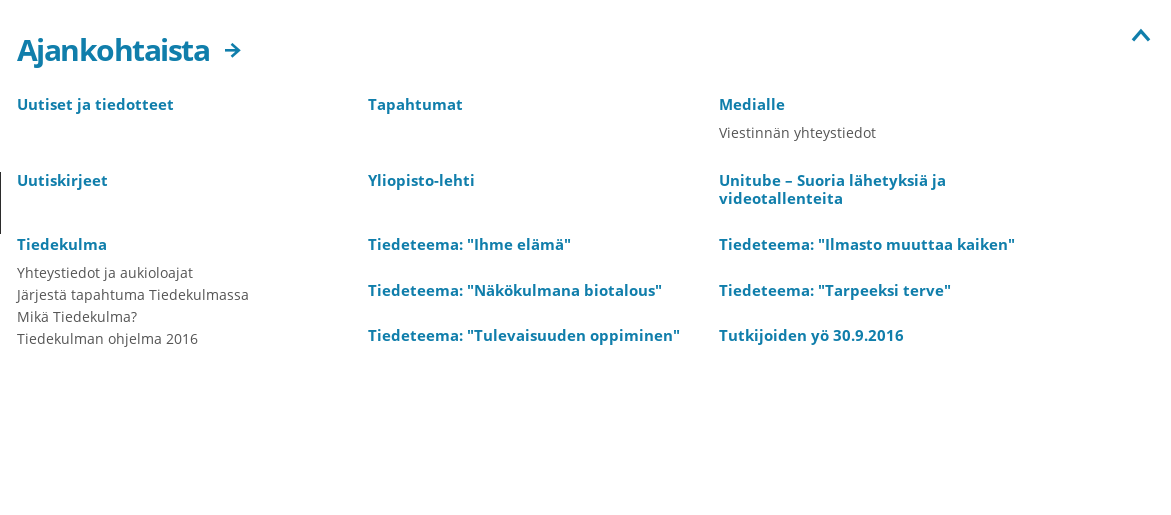 Ajankohtaista
Uutiset ja tiedotteet
Tapahtumat
Medialle
Viestinnän yhteystiedot
Uutiskirjeet
Yliopisto-lehti
Unitube – Suoria lähetyksiä ja
videotallenteita
Tiedekulma
Yhteystiedot ja aukioloajat
Järjestä tapahtuma Tiedekulmassa
Mikä Tiedekulma?
Tiedekulman ohjelma 2016
Tiedeteema: "Ihme elämä"
Tiedeteema: "Ilmasto muuttaa kaiken"
Tiedeteema: "Näkökulmana biotalous"
Tiedeteema: "Tarpeeksi terve"
Tiedeteema: "Tulevaisuuden oppiminen"
Tutkijoiden yö 30.9.2016